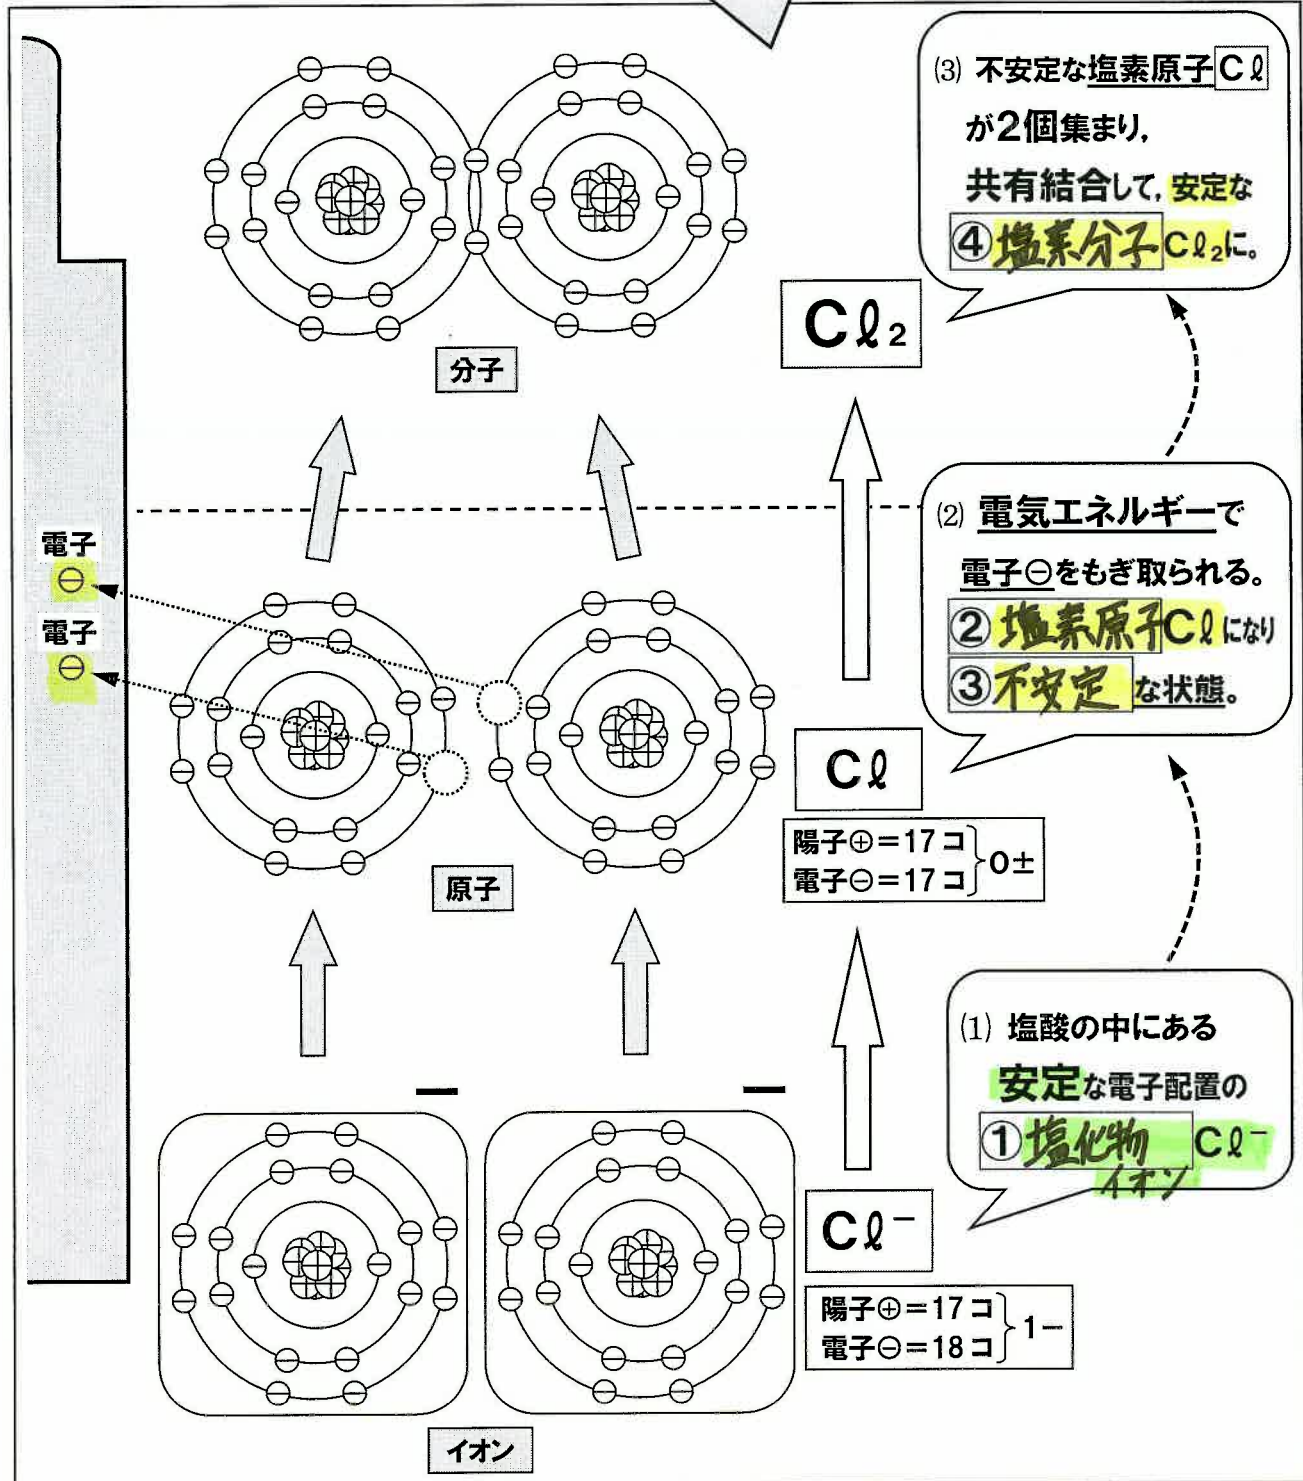 (3) 不安定な塩素原子Cℓ
が2個集まり，
共有結合して，安定な
④塩素分子Cℓ₂に。
Cℓ₂
分子
(2) 電気エネルギーで
電子⊖をもぎ取られる。
②塩素原子Cℓになり
③不安定な状態。
電子
⊖
電子
⊖
Cℓ
陽子⊕＝17コ
電子⊖＝17コ
0±
原子
(1) 塩酸の中にある
安定な電子配置の
①塩化物Cℓ⁻
イオン
Cℓ⁻
陽子⊕＝17コ
電子⊖＝18コ
1−
イオン